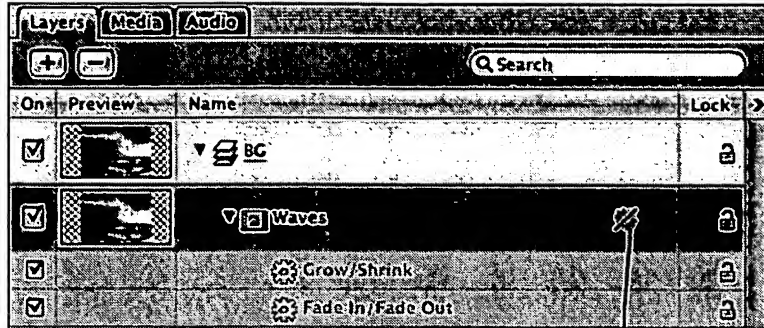 Layers Media Audio
+ − Search
On Preview Name Lock
BG
Waves
Grow/Shrink
Fade In/Fade Out